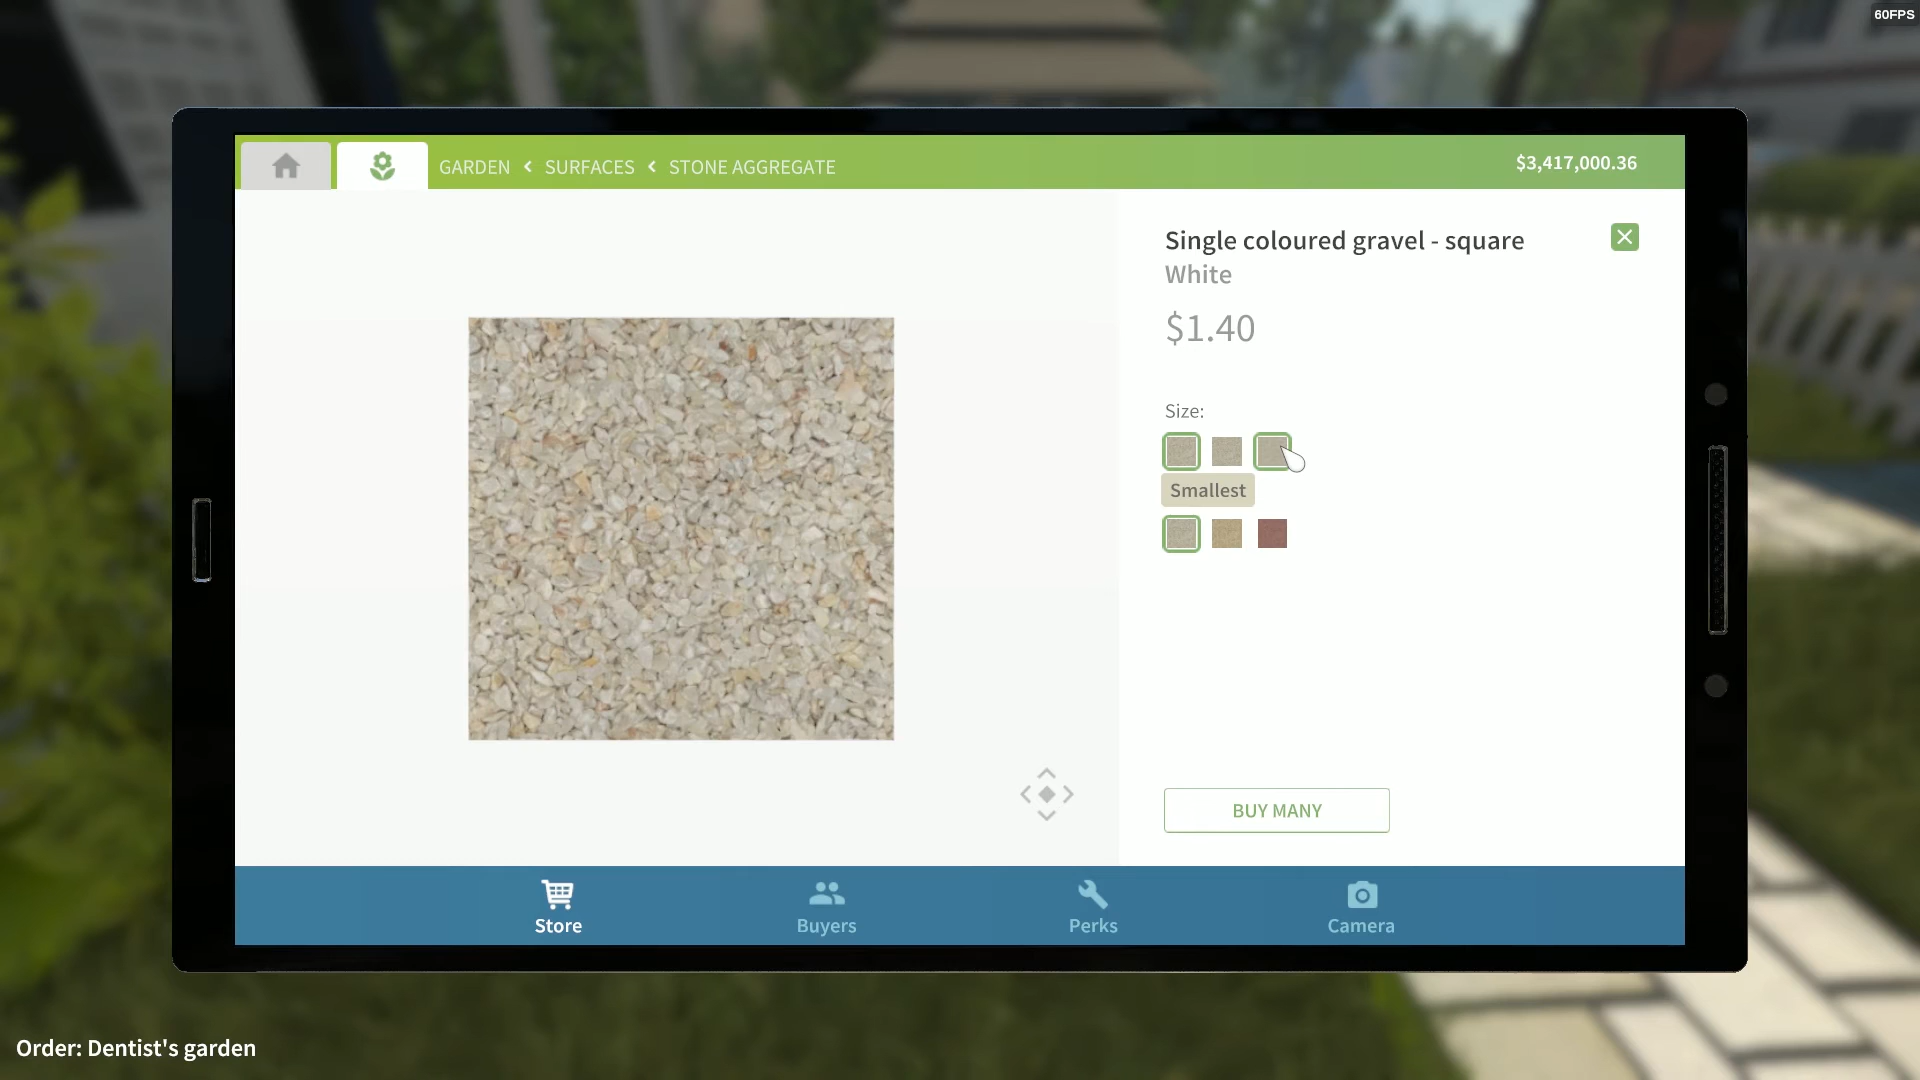 60FPS
GARDEN < SURFACES < STONE AGGREGATE
$3,417,000.36
Single coloured gravel - square
White
$1.40
Size:
Smallest
BUY MANY
Store
Buyers
Perks
Camera
Order: Dentist's garden